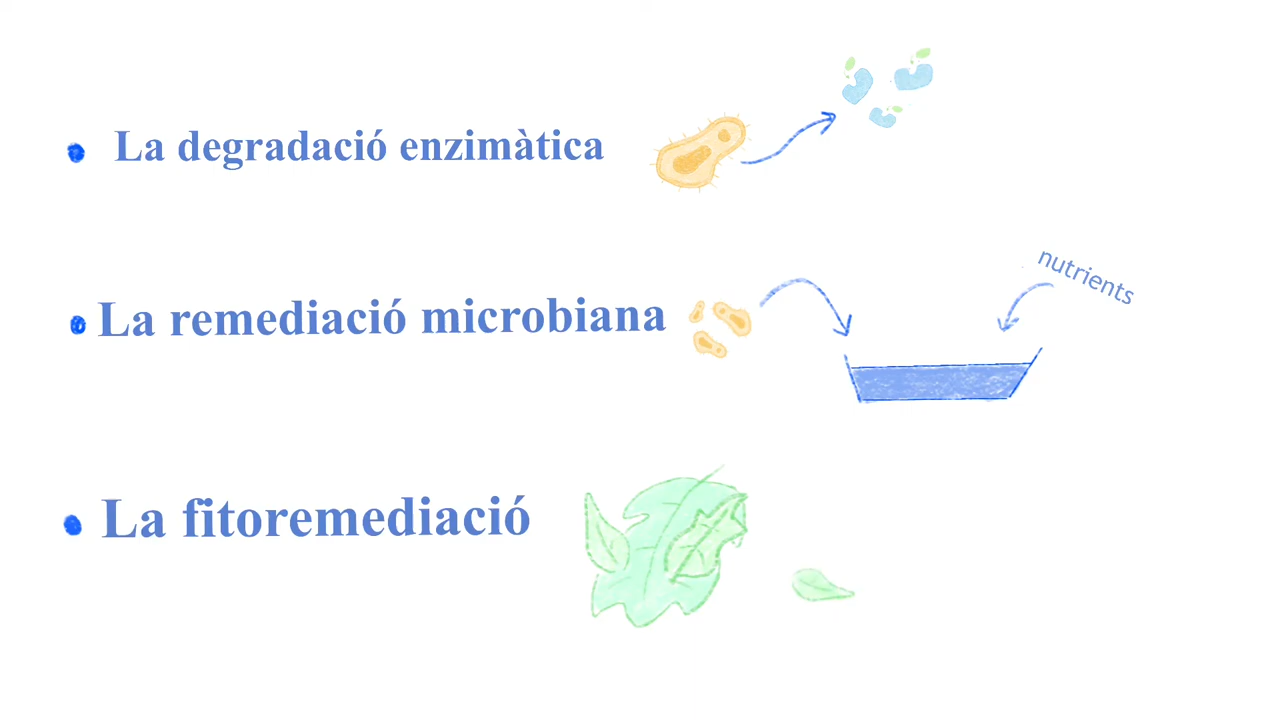 La degradació enzimàtica
La remediació microbiana
nutrients
La fitoremediació